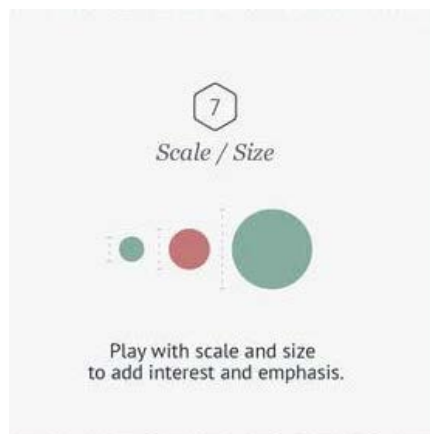 7
Scale / Size
Play with scale and size
to add interest and emphasis.